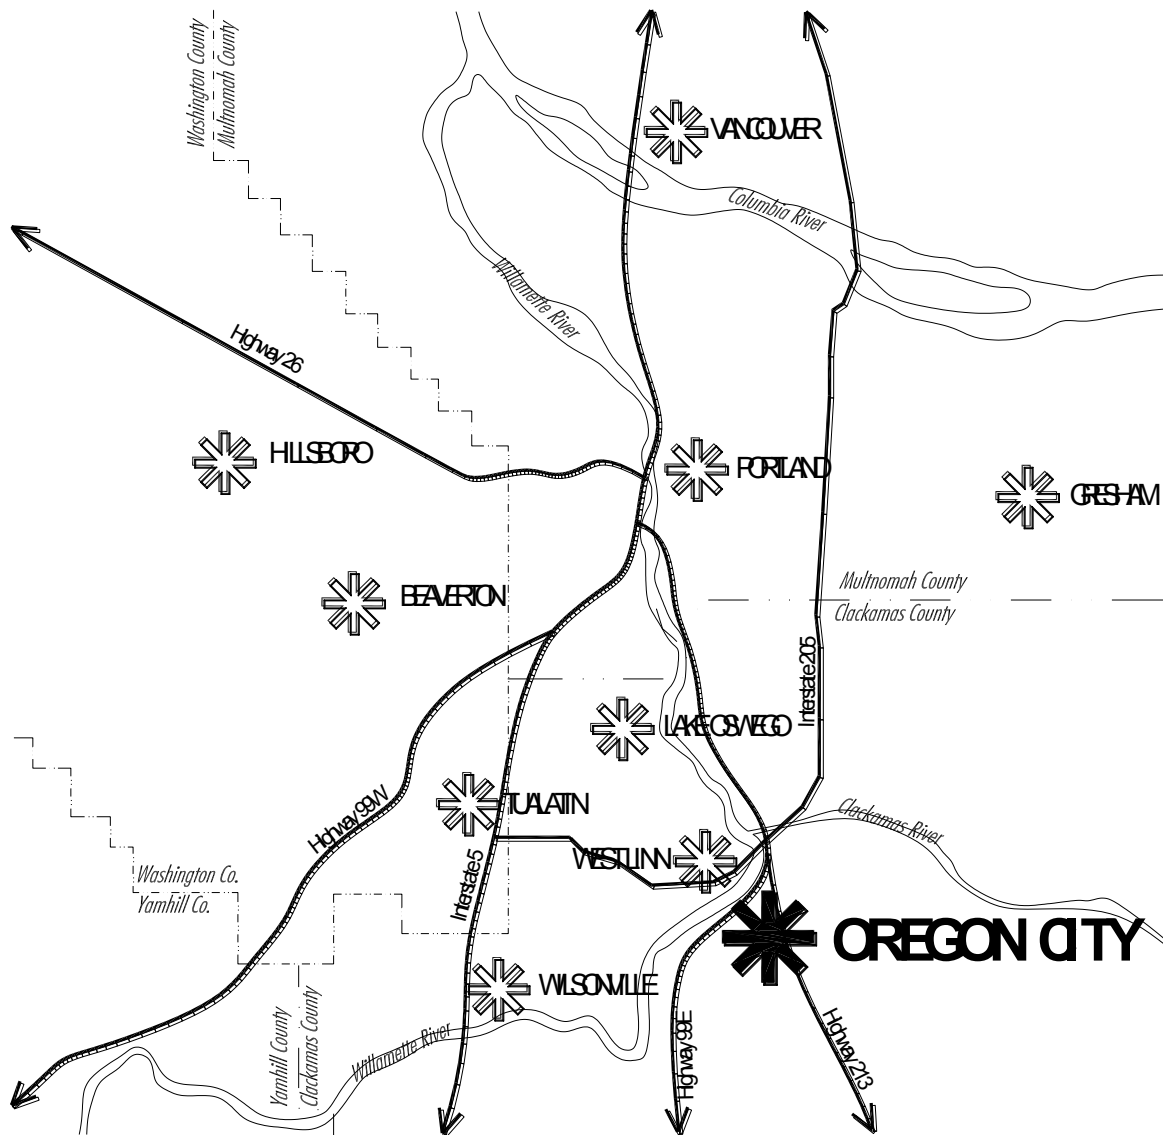 Washington County
Multnomah County
VANCOUVER
Columbia River
Willamette River
Highway 26
HILLSBORO
PORTLAND
GRESHAM
BEAVERTON
Multnomah County
Clackamas County
Interstate 205
LAKE OSWEGO
TUALATIN
Highway 99W
Clackamas River
WEST LINN
Washington Co.
Yamhill Co.
Interstate 5
OREGON CITY
WILSONVILLE
Yamhill County
Clackamas County
Willamette River
Highway 99E
Highway 213